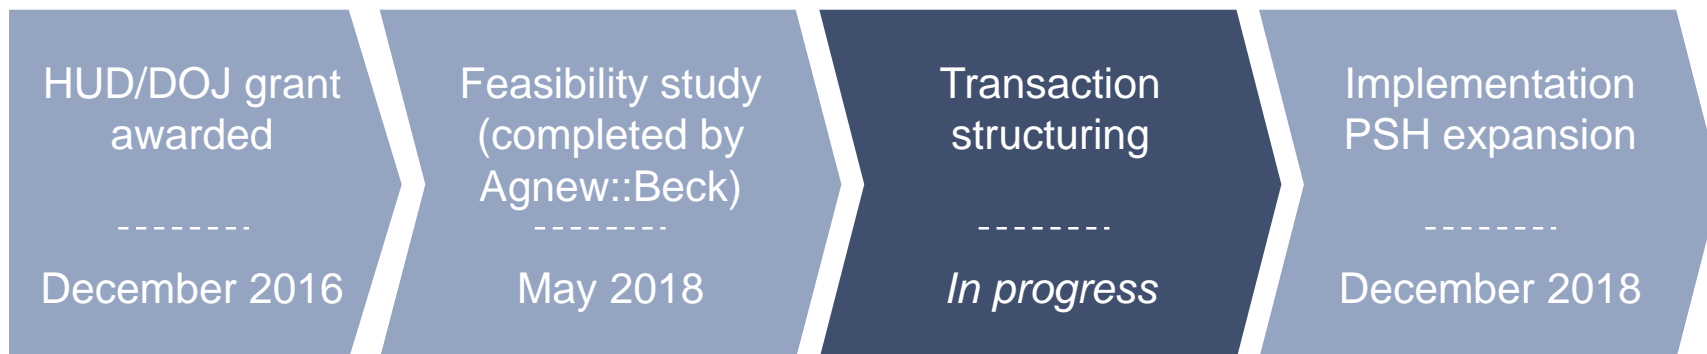 HUD/DOJ grant
awarded
December 2016
Feasibility study
(completed by
Agnew::Beck)
May 2018
Transaction
structuring
In progress
Implementation
PSH expansion
December 2018